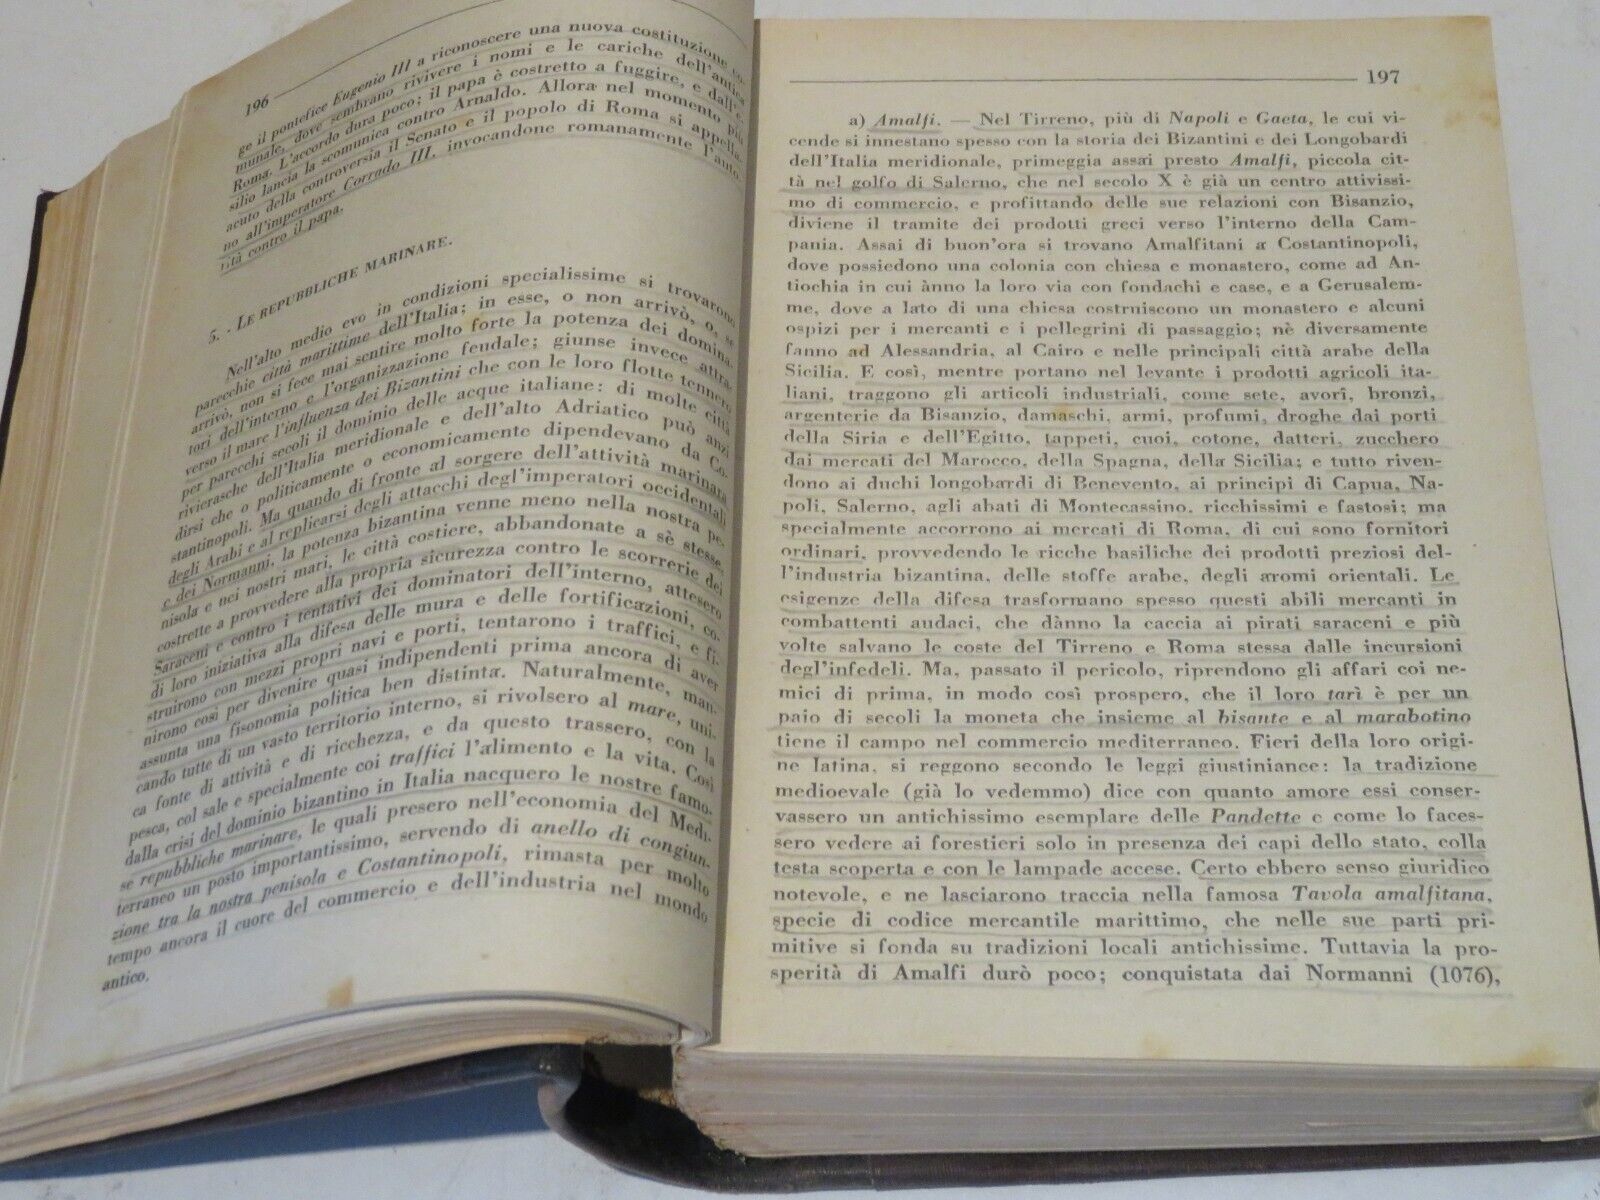 196
ge il pontefice Eugenio III a riconoscere una nuova costituzione co-
munale, dove sembrano rivivere i nomi e le cariche dell'antica
Roma. L'accordo dura poco; il papa è costretto a fuggire, e dall'e-
silio lancia la scomunica contro Arnaldo. Allora nel momento più
acuto della controversia il Senato e il popolo di Roma si appella-
no all'imperatore Corrado III, invocandone romanamente l'auto-
rità contro il papa.
5. . LE REPUBBLICHE MARINARE.
Nell'alto medio evo in condizioni specialissime si trovarono
parecchie città marittime dell'Italia; in esse, o non arrivò, o, se
arrivò, non si fece mai sentire molto forte la potenza dei domina-
tori dell'interno e l'organizzazione feudale; giunse invece attra-
verso il mare l'influenza dei Bizantini che con le loro flotte tennero
per parecchi secoli il dominio delle acque italiane: di molte città
rivierasche dell'Italia meridionale e dell'alto Adriatico può anzi
dirsi che o politicamente o economicamente dipendevano da Co-
stantinopoli. Ma quando di fronte al sorgere dell'attività marinara
degli Arabi e al replicarsi degli attacchi degl'imperatori occidentali
e dei Normanni, la potenza bizantina venne meno nella nostra pe-
nisola e nei nostri mari, le città costiere, abbandonate a sè stesse,
costrette a provvedere alla propria sicurezza contro le scorrerie dei
Saraceni e contro i tentativi dei dominatori dell'interno, attesero
di loro iniziativa alla difesa delle mura e delle fortificazioni, co-
struirono con mezzi propri navi e porti, tentarono i traffici, e fi-
nirono così per divenire quasi indipendenti prima ancora di aver
assunta una fisonomia politica ben distinta. Naturalmente, man-
cando tutte di un vasto territorio interno, si rivolsero al mare, uni-
ca fonte di attività e di ricchezza, e da questo trassero, con la
pesca, col sale e specialmente coi traffici l'alimento e la vita. Così
dalla crisi del dominio bizantino in Italia nacquero le nostre famo-
se repubbliche marinare, le quali presero nell'economia del Medi-
terraneo un posto importantissimo, servendo di anello di congiun-
zione tra la nostra penisola e Costantinopoli, rimasta per molto
tempo ancora il cuore del commercio e dell'industria nel mondo
antico.
197
a) Amalfi. — Nel Tirreno, più di Napoli e Gaeta, le cui vi-
cende si innestano spesso con la storia dei Bizantini e dei Longobardi
dell'Italia meridionale, primeggia assai presto Amalfi, piccola cit-
tà nel golfo di Salerno, che nel secolo X è già un centro attivissi-
mo di commercio, e profittando delle sue relazioni con Bisanzio,
diviene il tramite dei prodotti greci verso l'interno della Cam-
pania. Assai di buon'ora si trovano Amalfitani a Costantinopoli,
dove possiedono una colonia con chiesa e monastero, come ad An-
tiochia in cui ànno la loro via con fondachi e case, e a Gerusalem-
me, dove a lato di una chiesa costruiscono un monastero e alcuni
ospizi per i mercanti e i pellegrini di passaggio; nè diversamente
fanno ad Alessandria, al Cairo e nelle principali città arabe della
Sicilia. E così, mentre portano nel levante i prodotti agricoli ita-
liani, traggono gli articoli industriali, come sete, avorî, bronzi,
argenterie da Bisanzio, damaschi, armi, profumi, droghe dai porti
della Siria e dell'Egitto, tappeti, cuoi, cotone, datteri, zucchero
dai mercati del Marocco, della Spagna, della Sicilia; e tutto riven-
dono ai duchi longobardi di Benevento, ai principi di Capua, Na-
poli, Salerno, agli abati di Montecassino, ricchissimi e fastosi; ma
specialmente accorrono ai mercati di Roma, di cui sono fornitori
ordinari, provvedendo le ricche basiliche dei prodotti preziosi del-
l'industria bizantina, delle stoffe arabe, degli aromi orientali. Le
esigenze della difesa trasformano spesso questi abili mercanti in
combattenti audaci, che dànno la caccia ai pirati saraceni e più
volte salvano le coste del Tirreno e Roma stessa dalle incursioni
degl'infedeli. Ma, passato il pericolo, riprendono gli affari coi ne-
mici di prima, in modo così prospero, che il loro tarì è per un
paio di secoli la moneta che insieme al bisante e al marabotino
tiene il campo nel commercio mediterraneo. Fieri della loro origi-
ne latina, si reggono secondo le leggi giustiniance: la tradizione
medioevale (già lo vedemmo) dice con quanto amore essi conser-
vassero un antichissimo esemplare delle Pandette e come lo faces-
sero vedere ai forestieri solo in presenza dei capi dello stato, colla
testa scoperta e con le lampade accese. Certo ebbero senso giuridico
notevole, e ne lasciarono traccia nella famosa Tavola amalfitana,
specie di codice mercantile marittimo, che nelle sue parti pri-
mitive si fonda su tradizioni locali antichissime. Tuttavia la pro-
sperità di Amalfi durò poco; conquistata dai Normanni (1076),